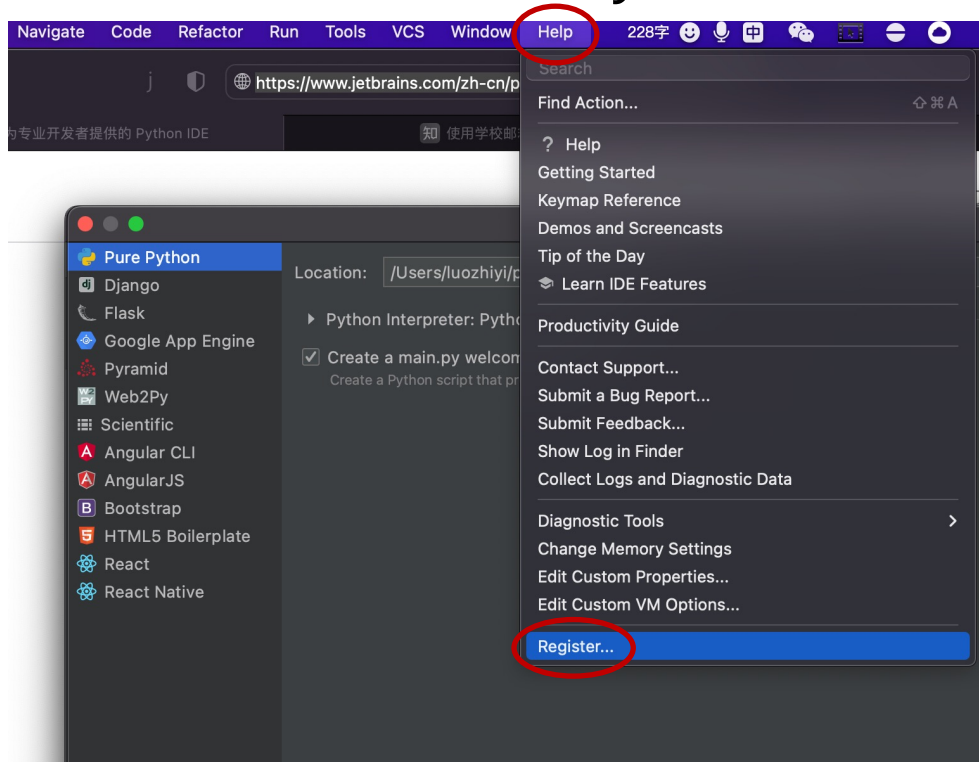 Navigate Code Refactor Run Tools VCS Window Help 228字 中
j https://www.jetbrains.com/zh-cn/p
为专业开发者提供的 Python IDE 知 使用学校邮
Search
Find Action... ⇧⌘A
? Help
Getting Started
Keymap Reference
Demos and Screencasts
Tip of the Day
Learn IDE Features
Productivity Guide
Contact Support...
Submit a Bug Report...
Submit Feedback...
Show Log in Finder
Collect Logs and Diagnostic Data
Diagnostic Tools
Change Memory Settings
Edit Custom Properties...
Edit Custom VM Options...
Register...
Pure Python
dj Django
Flask
Google App Engine
Pyramid
W2PY Web2Py
Scientific
A Angular CLI
A AngularJS
B Bootstrap
5 HTML5 Boilerplate
React
React Native
Location: /Users/luozhiyi/p
Python Interpreter: Pytho
Create a main.py welcom
Create a Python script that pr